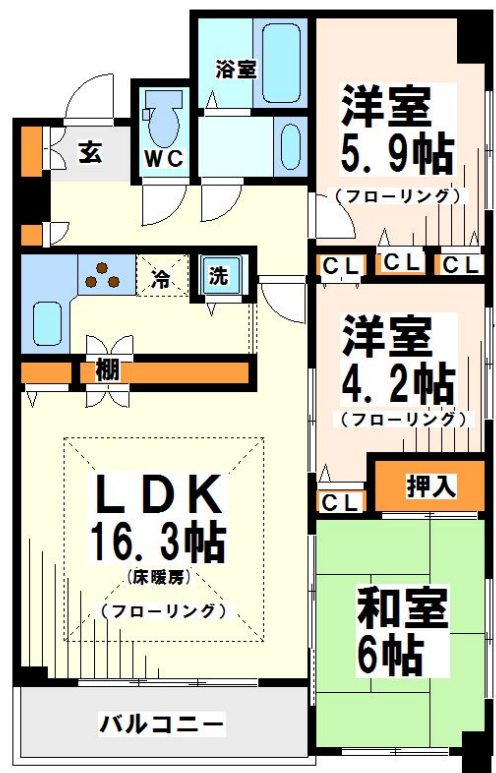 浴室
洋室
5.9帖
(フローリング)
玄
WC
CL
CL
CL
冷
洗
洋室
4.2帖
(フローリング)
棚
押入
CL
LDK
16.3帖
(床暖房)
(フローリング)
和室
6帖
バルコニー